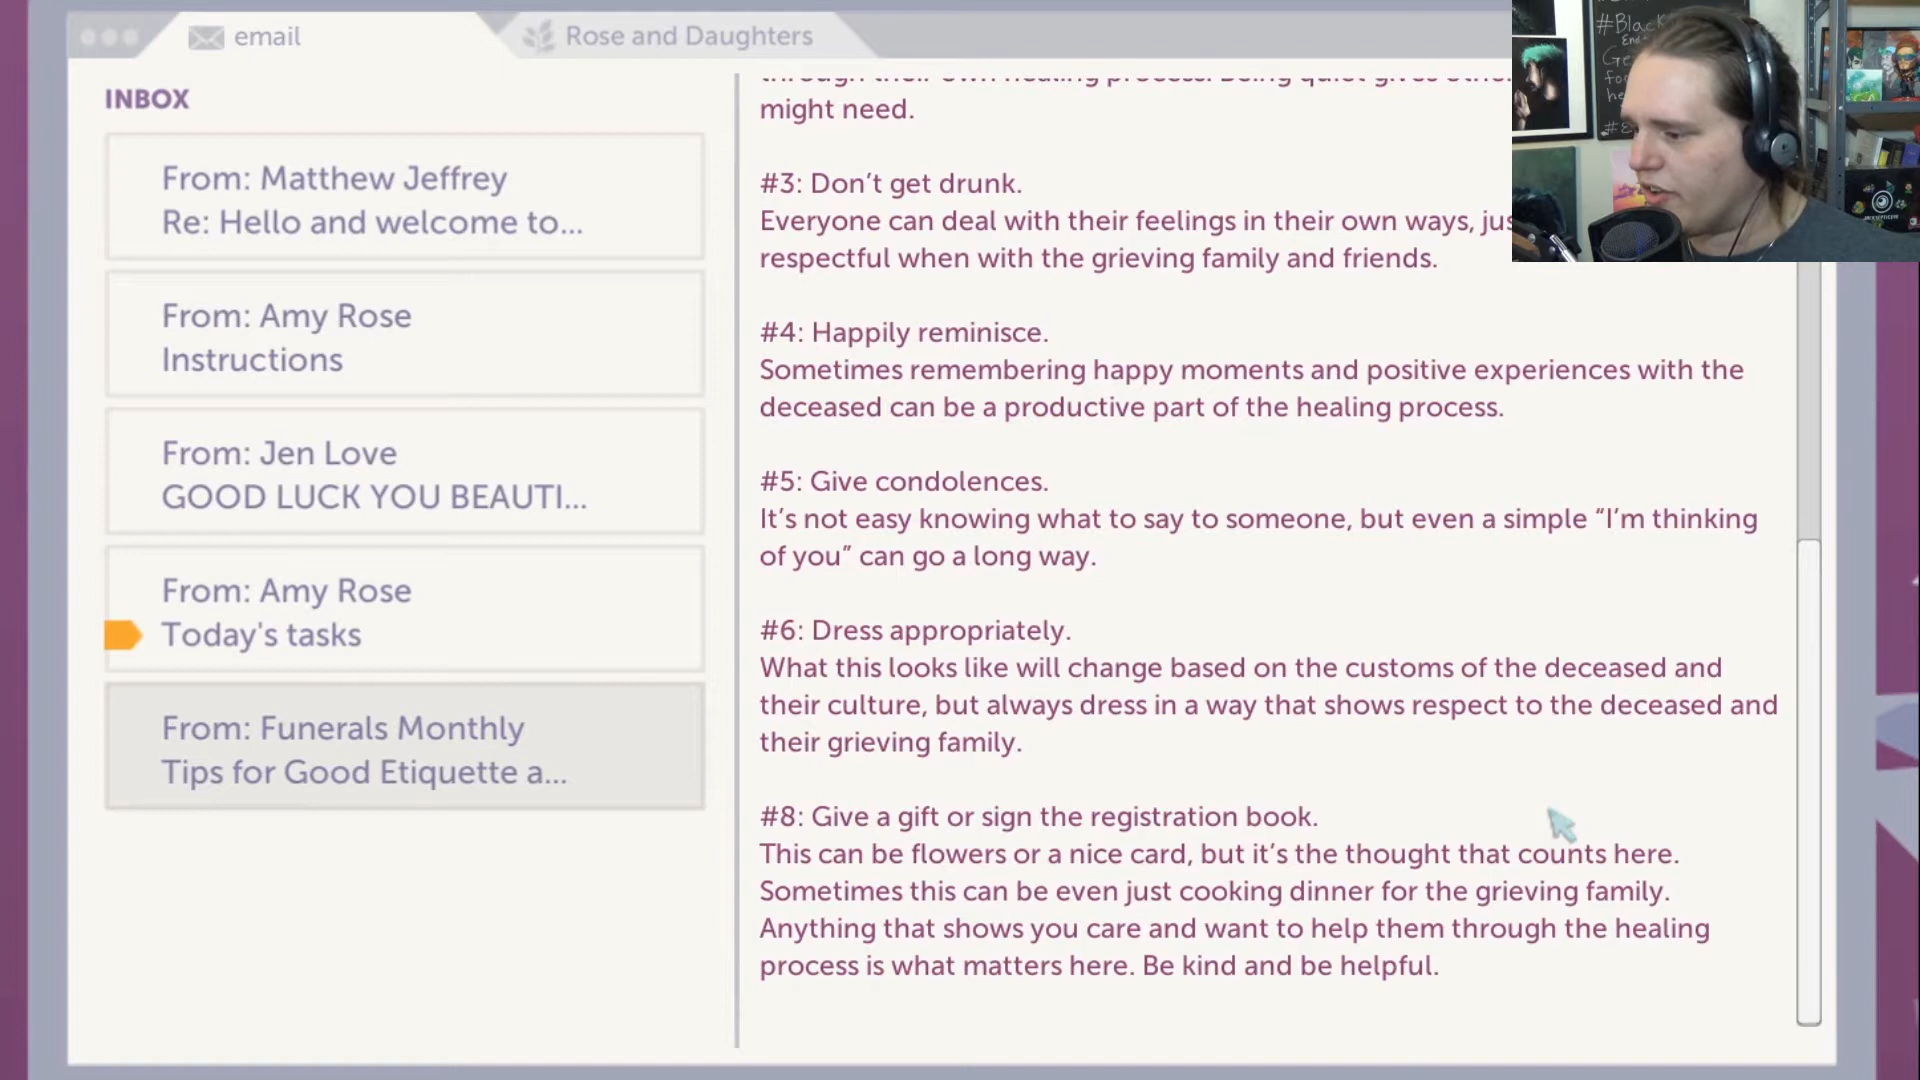 email
Rose and Daughters
INBOX
From: Matthew Jeffrey
Re: Hello and welcome to...
From: Amy Rose
Instructions
From: Jen Love
GOOD LUCK YOU BEAUTI...
From: Amy Rose
Today's tasks
From: Funerals Monthly
Tips for Good Etiquette a...
through their own healing process. Being quiet gives
might need.
#3: Don’t get drunk.
Everyone can deal with their feelings in their own ways,
respectful when with the grieving family and friends.
#4: Happily reminisce.
Sometimes remembering happy moments and positive experiences with the
deceased can be a productive part of the healing process.
#5: Give condolences.
It’s not easy knowing what to say to someone, but even a simple “I’m thinking
of you” can go a long way.
#6: Dress appropriately.
What this looks like will change based on the customs of the deceased and
their culture, but always dress in a way that shows respect to the deceased and
their grieving family.
#8: Give a gift or sign the registration book.
This can be flowers or a nice card, but it’s the thought that counts here.
Sometimes this can be even just cooking dinner for the grieving family.
Anything that shows you care and want to help them through the healing
process is what matters here. Be kind and be helpful.
#Black